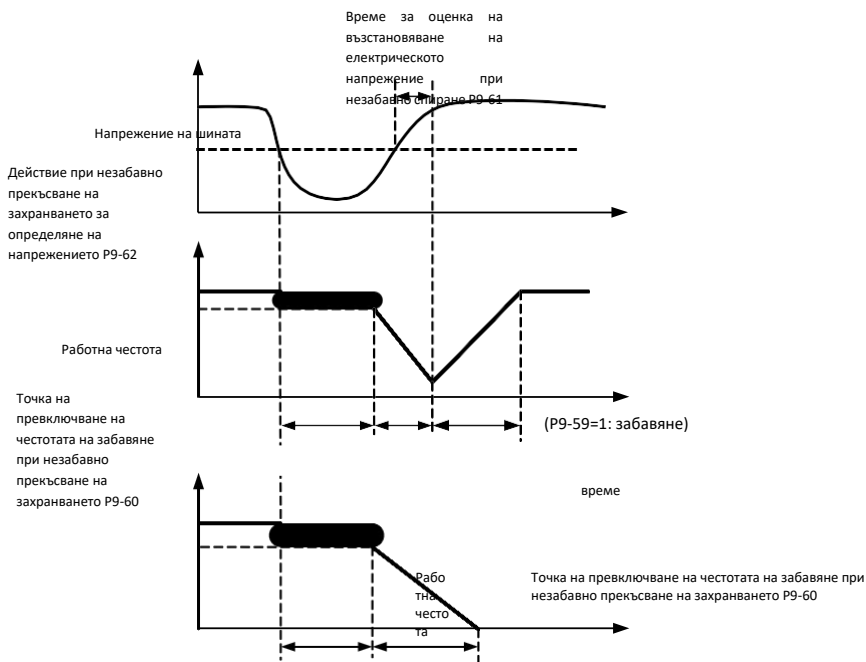 Време за оценка на
възстановяване на
електрическото
напрежение при
незабавно спиране P9-61
Напрежение на шината
Действие при незабавно
прекъсване на
захранването за
определяне на
напрежението P9-62
Работна честота
Точка на
превключване на
честотата на забавяне
при незабавно
прекъсване на
захранването P9-60
(P9-59=1: забавяне)
време
Рабо
тна
често
та
Точка на превключване на честотата на забавяне при
незабавно прекъсване на захранването P9-60